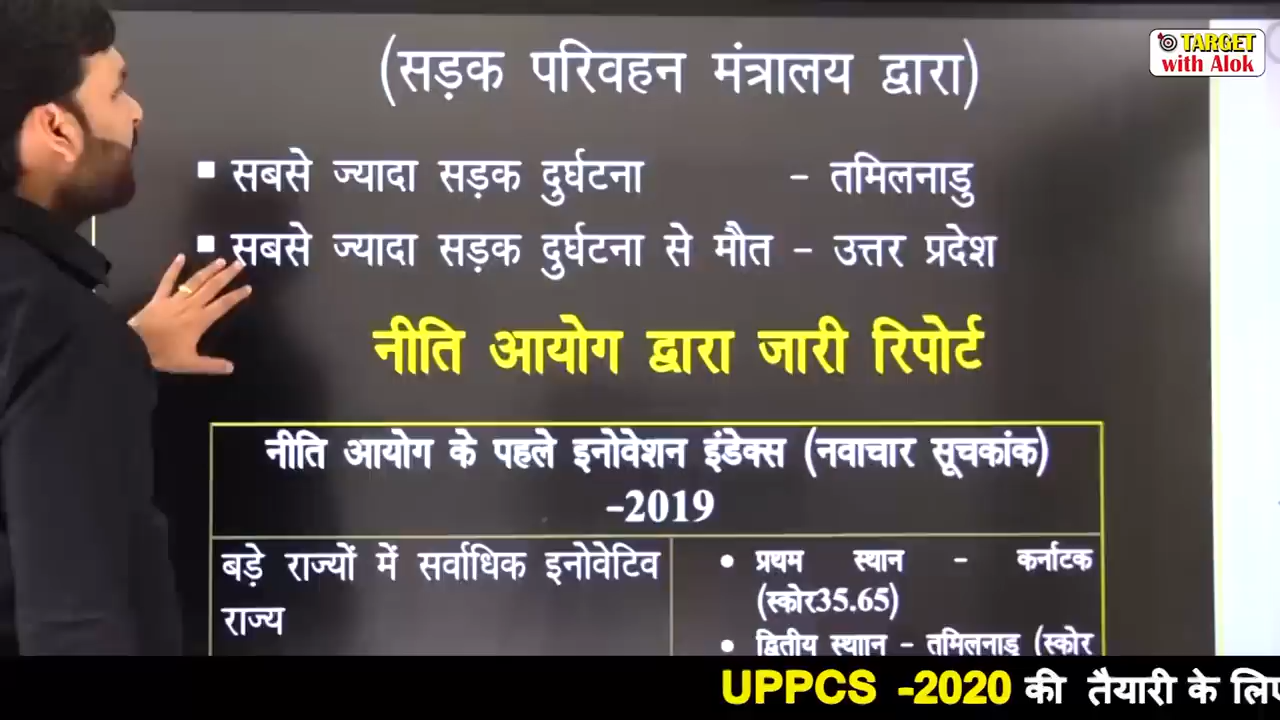 TARGET
with Alok
(सड़क परिवहन मंत्रालय द्वारा)
▪ सबसे ज्यादा सड़क दुर्घटना - तमिलनाडु
▪ सबसे ज्यादा सड़क दुर्घटना से मौत - उत्तर प्रदेश
नीति आयोग द्वारा जारी रिपोर्ट
नीति आयोग के पहले इनोवेशन इंडेक्स (नवाचार सूचकांक)
-2019
बड़े राज्यों में सर्वाधिक इनोवेटिव
राज्य
• प्रथम स्थान - कर्नाटक
(स्कोर35.65)
• द्वितीय स्थाान - तमिलनाडु (स्कोर
UPPCS -2020 की तैयारी के